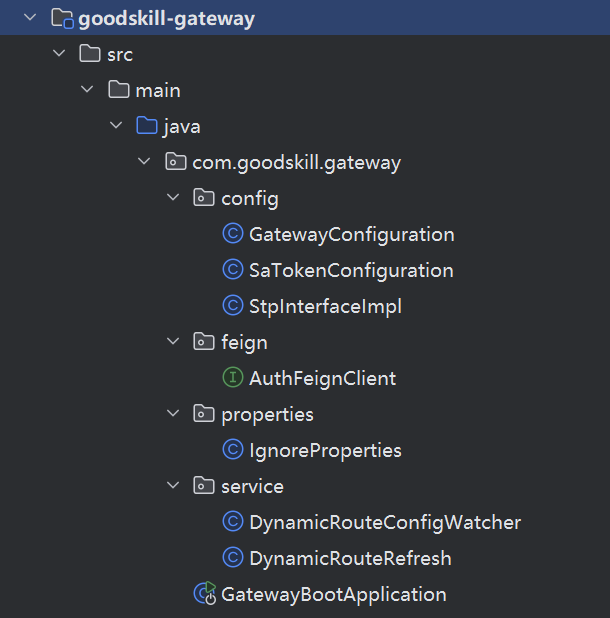 goodskill-gateway
src
main
java
com.goodskill.gateway
config
GatewayConfiguration
SaTokenConfiguration
StpInterfaceImpl
feign
AuthFeignClient
properties
IgnoreProperties
service
DynamicRouteConfigWatcher
DynamicRouteRefresh
GatewayBootApplication